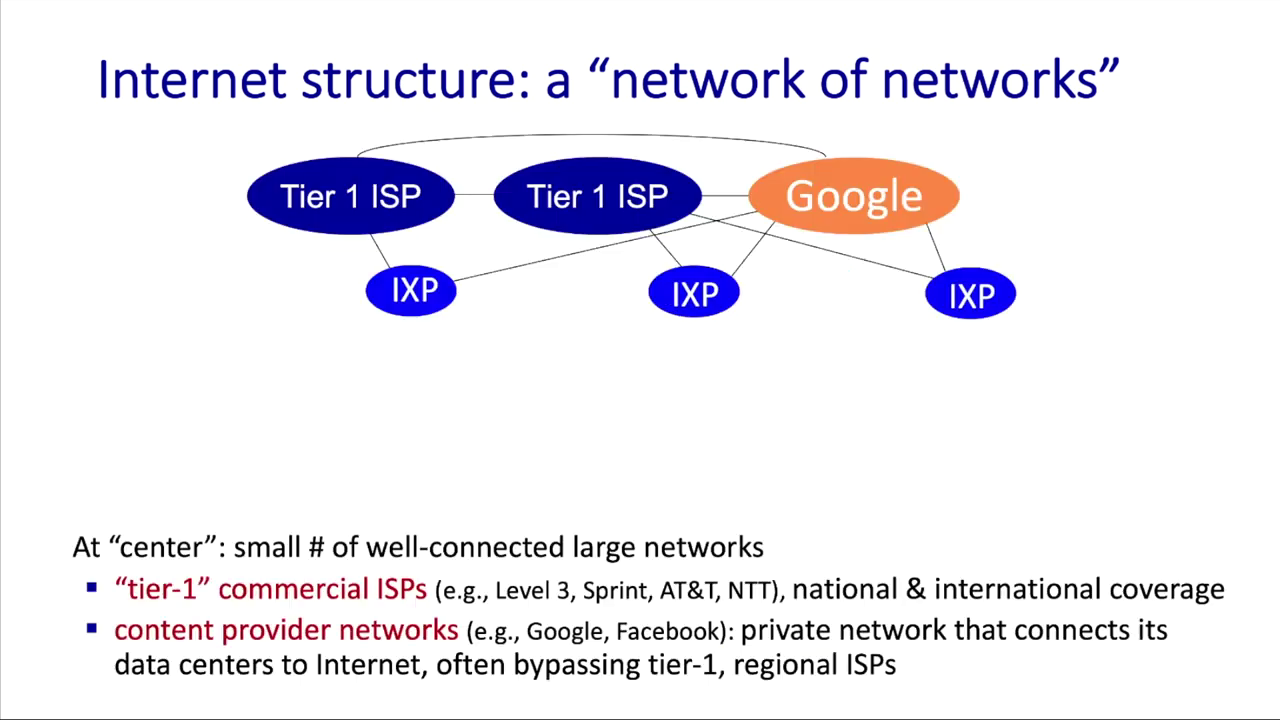 Internet structure: a “network of networks”
Tier 1 ISP
Tier 1 ISP
Google
IXP
IXP
IXP
At “center”: small # of well-connected large networks
▪ “tier-1” commercial ISPs (e.g., Level 3, Sprint, AT&T, NTT), national & international coverage
▪ content provider networks (e.g., Google, Facebook): private network that connects its
data centers to Internet, often bypassing tier-1, regional ISPs